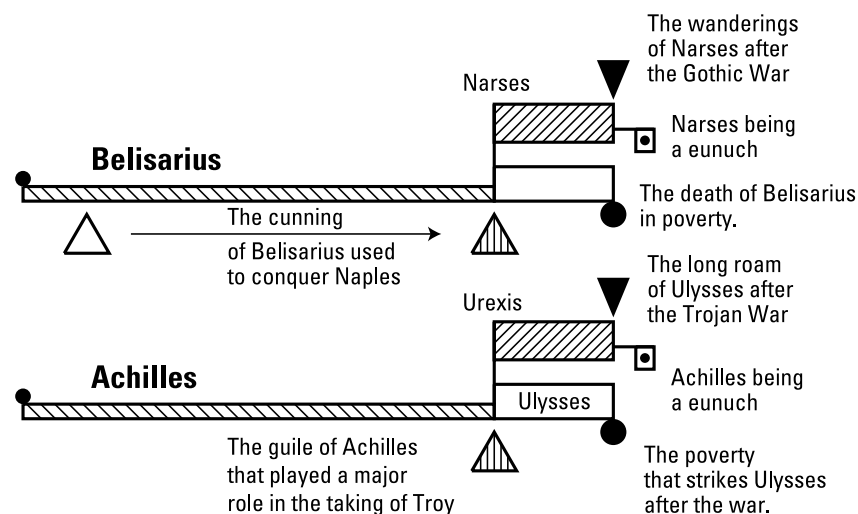 The wanderings
of Narses after
the Gothic War
Narses
Narses being
a eunuch
Belisarius
The death of Belisarius
in poverty.
The cunning
of Belisarius used
to conquer Naples
The long roam
of Ulysses after
the Trojan War
Urexis
Achilles being
a eunuch
Achilles
Ulysses
The guile of Achilles
that played a major
role in the taking of Troy
The poverty
that strikes Ulysses
after the war.